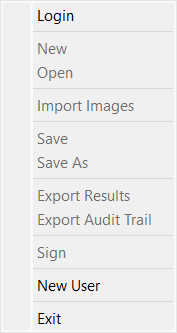 Login
New
Open
Import Images
Save
Save As
Export Results
Export Audit Trail
Sign
New User
Exit